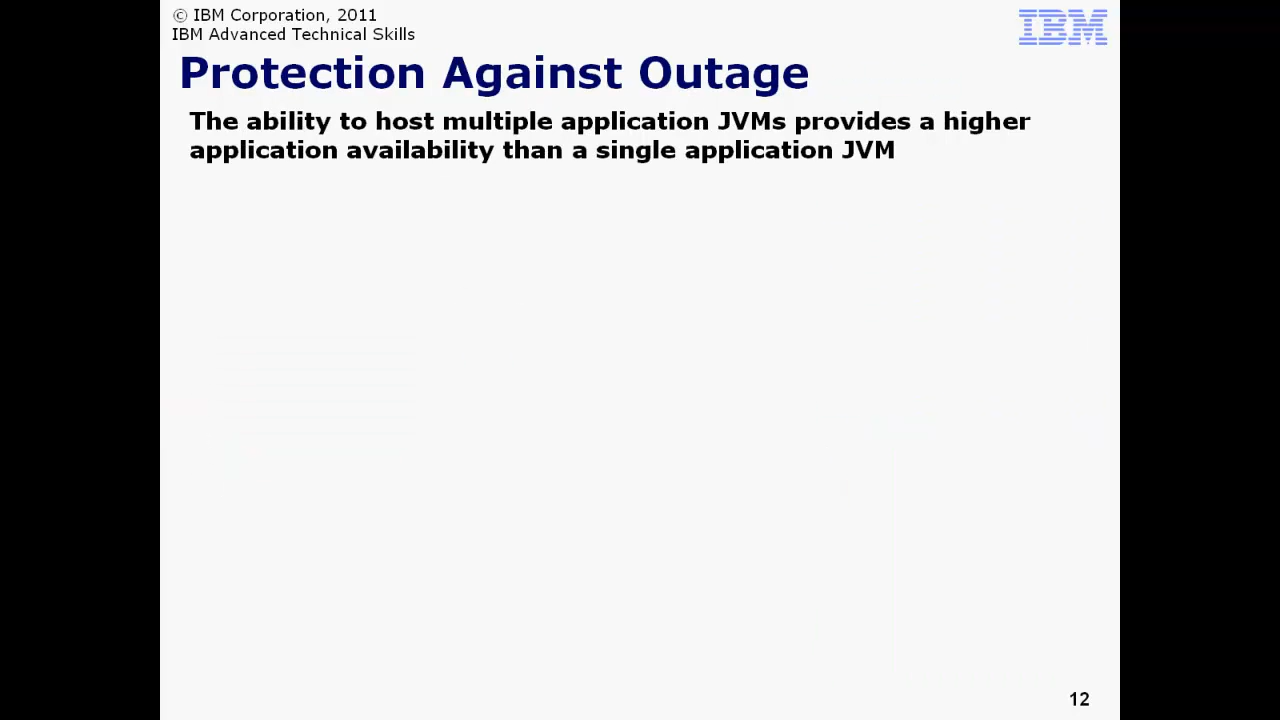 © IBM Corporation, 2011
IBM Advanced Technical Skills
IBM
Protection Against Outage
The ability to host multiple application JVMs provides a higher
application availability than a single application JVM
12